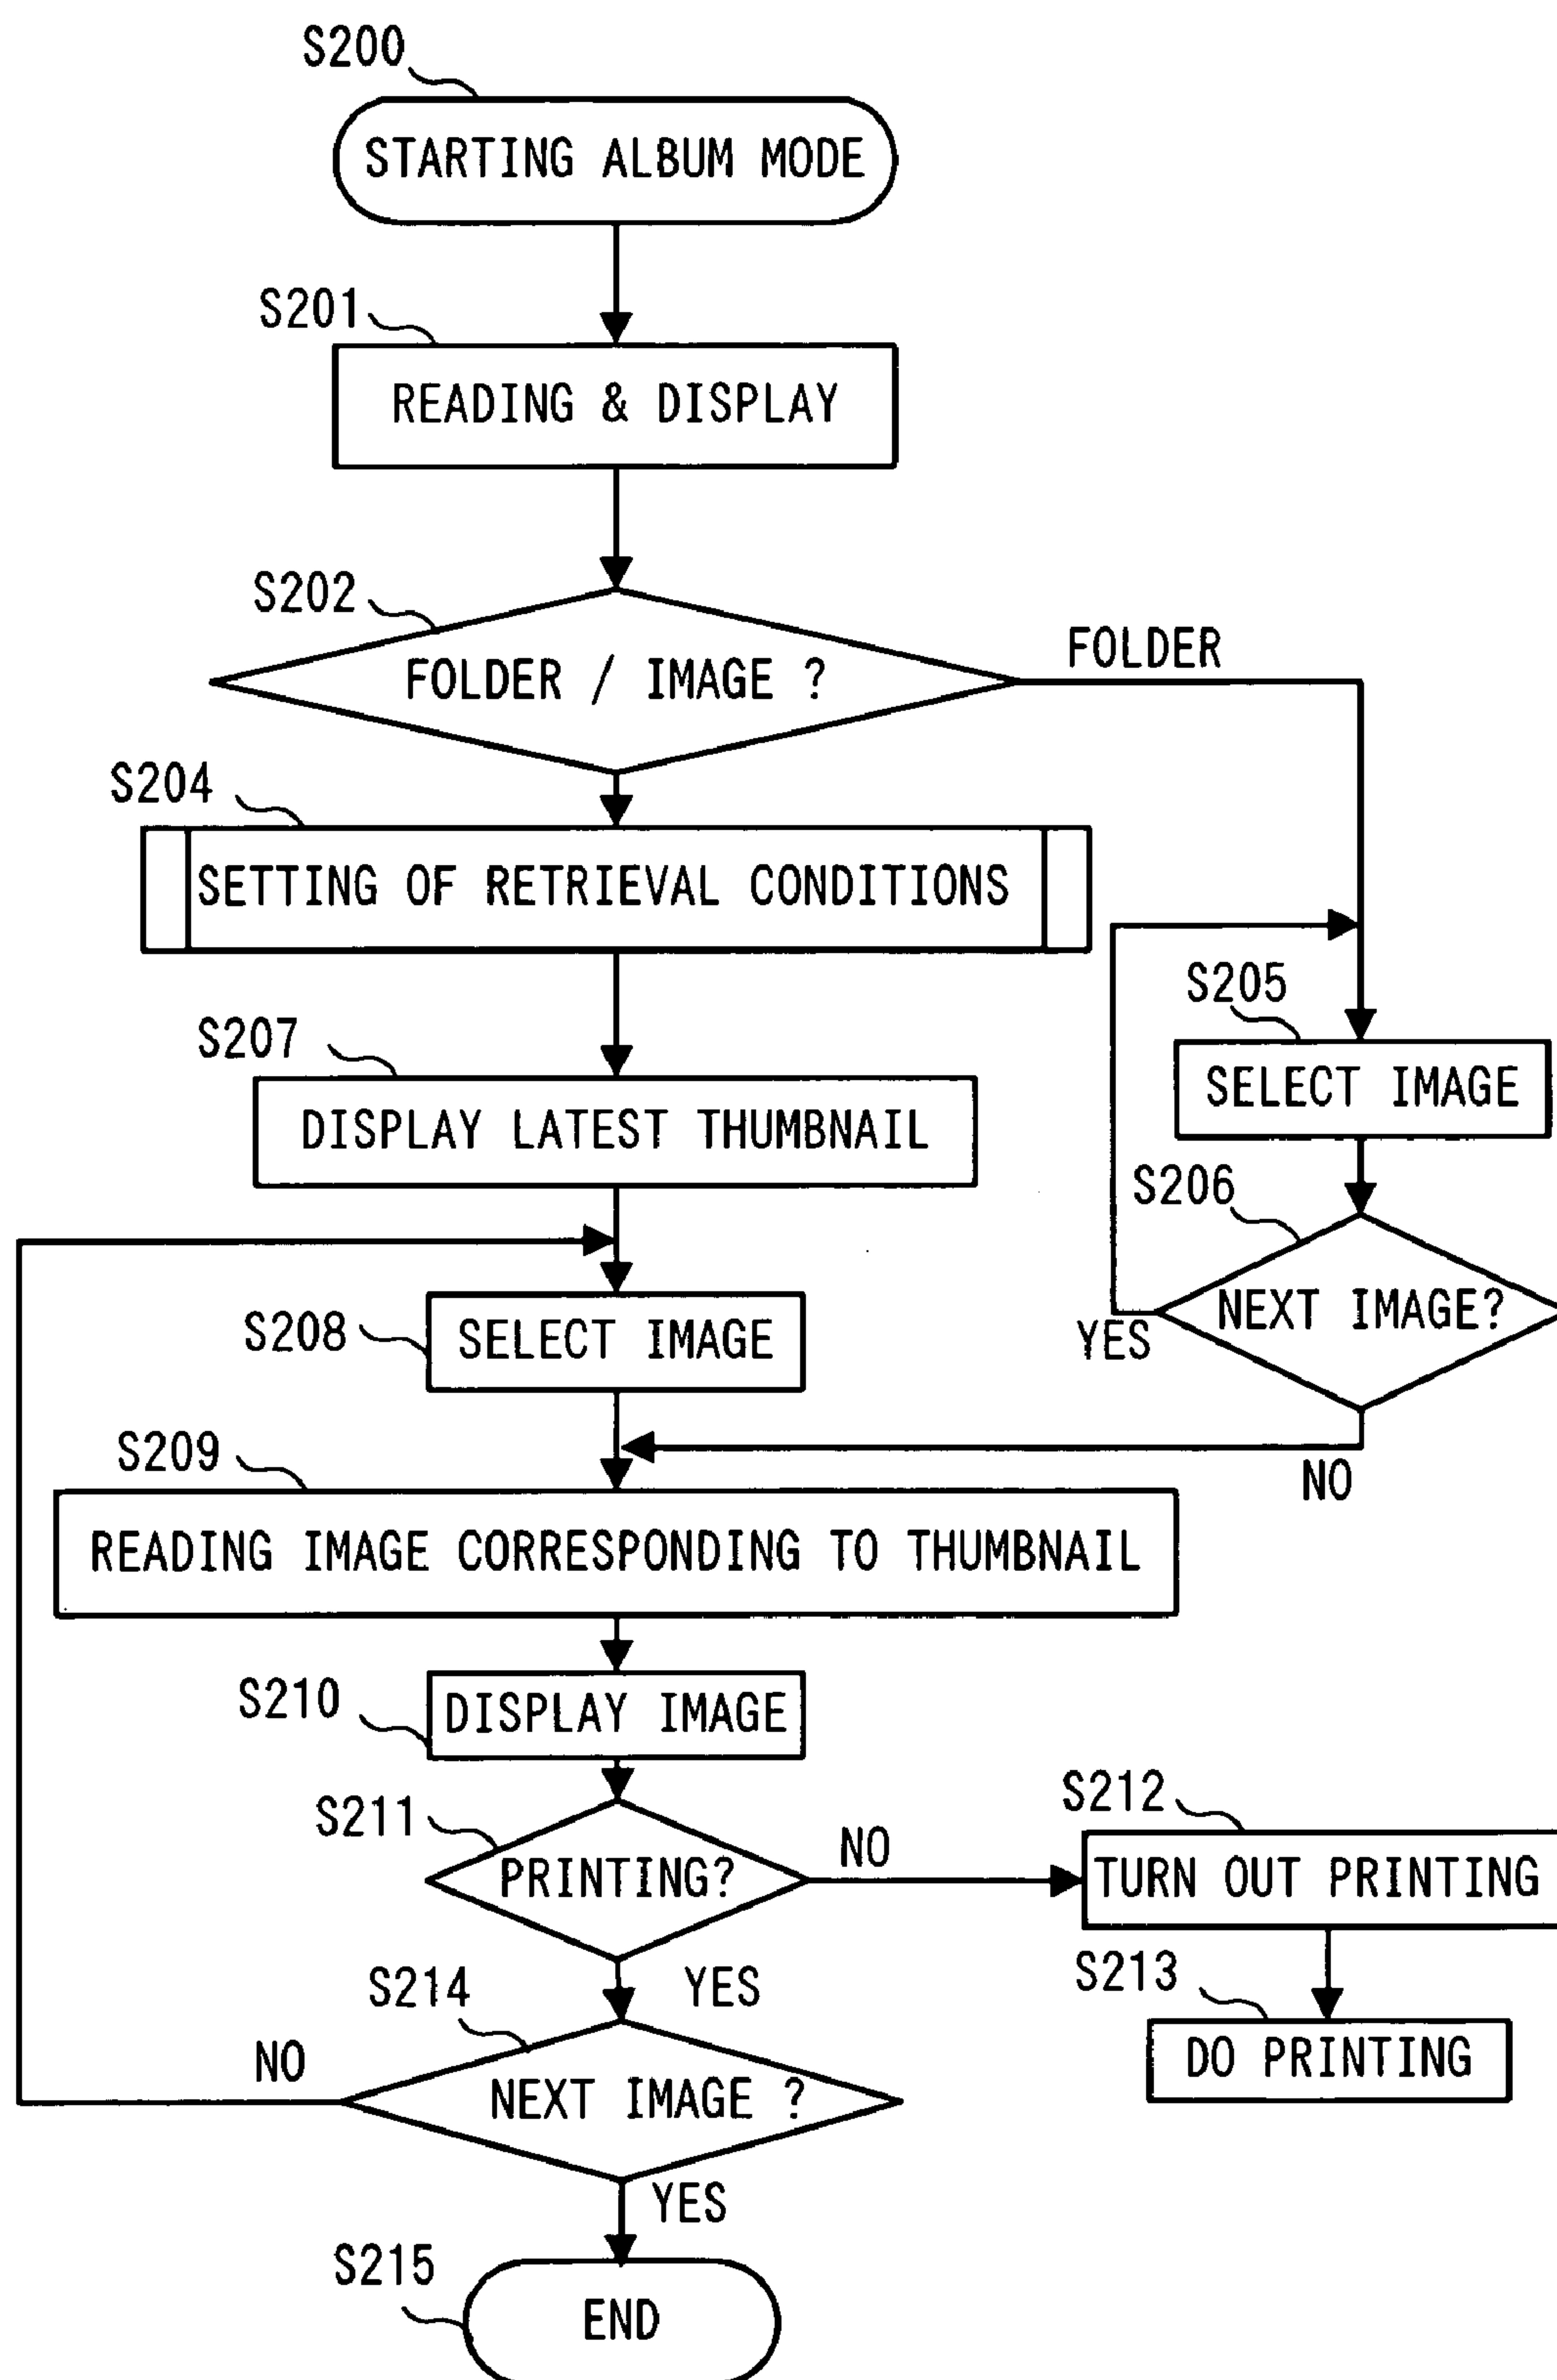 S200
STARTING ALBUM MODE
S201
READING & DISPLAY
S202
FOLDER / IMAGE ?
FOLDER
S204
SETTING OF RETRIEVAL CONDITIONS
S205
SELECT IMAGE
S207
DISPLAY LATEST THUMBNAIL
S206
NEXT IMAGE?
YES
NO
S208
SELECT IMAGE
S209
READING IMAGE CORRESPONDING TO THUMBNAIL
S210
DISPLAY IMAGE
S211
PRINTING?
NO
S212
TURN OUT PRINTING
S213
DO PRINTING
YES
S214
NEXT IMAGE ?
NO
YES
S215
END